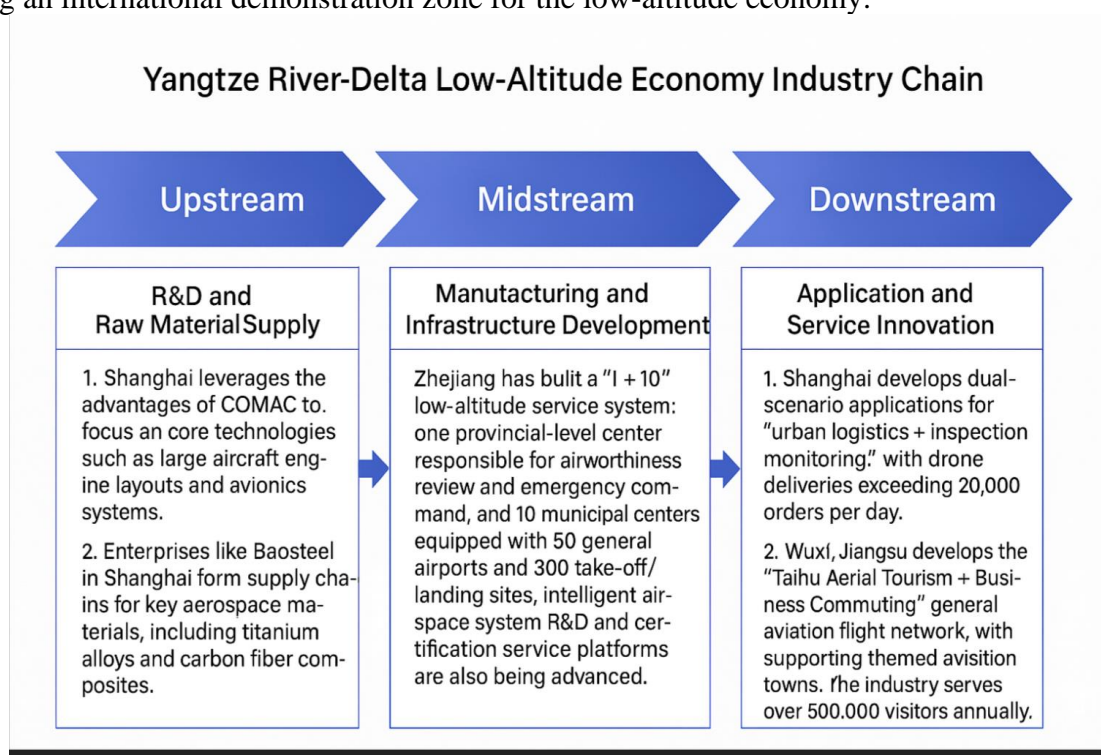 g an international demonstration zone for the low-altitude economy.
Yangtze River-Delta Low-Altitude Economy Industry Chain
Upstream
Midstream
Downstream
R&D and
Raw Material Supply
1. Shanghai leverages the
advantages of COMAC to.
focus an core technologies
such as large aircraft eng-
ine layouts and avionics
systems.
2. Enterprises like Baosteel
in Shanghai form supply cha-
ins for key aerospace ma-
terials, including titanium
alloys and carbon fiber com-
posites.
Manutacturing and
Infrastructure Development
Zhejiang has bulit a "I + 10"
low-altitude service system:
one provincial-level center
responsible for airworthiness
review and emergency com-
mand, and 10 municipal centers
equipped with 50 general
airports and 300 take-off/
landing sites, intelligent air-
space system R&D and cer-
tification service platforms
are also being advanced.
Application and
Service Innovation
1. Shanghai develops dual-
scenario applications for
"urban logistics + inspection
monitoring." with drone
deliveries exceeding 20,000
orders per day.
2. Wuxí, Jiangsu develops the
"Taihu Aerial Tourism + Busi-
ness Commuting" general
aviation flight network, with
supporting themed avisition
towns. The industry serves
over 500.000 visitors annually.